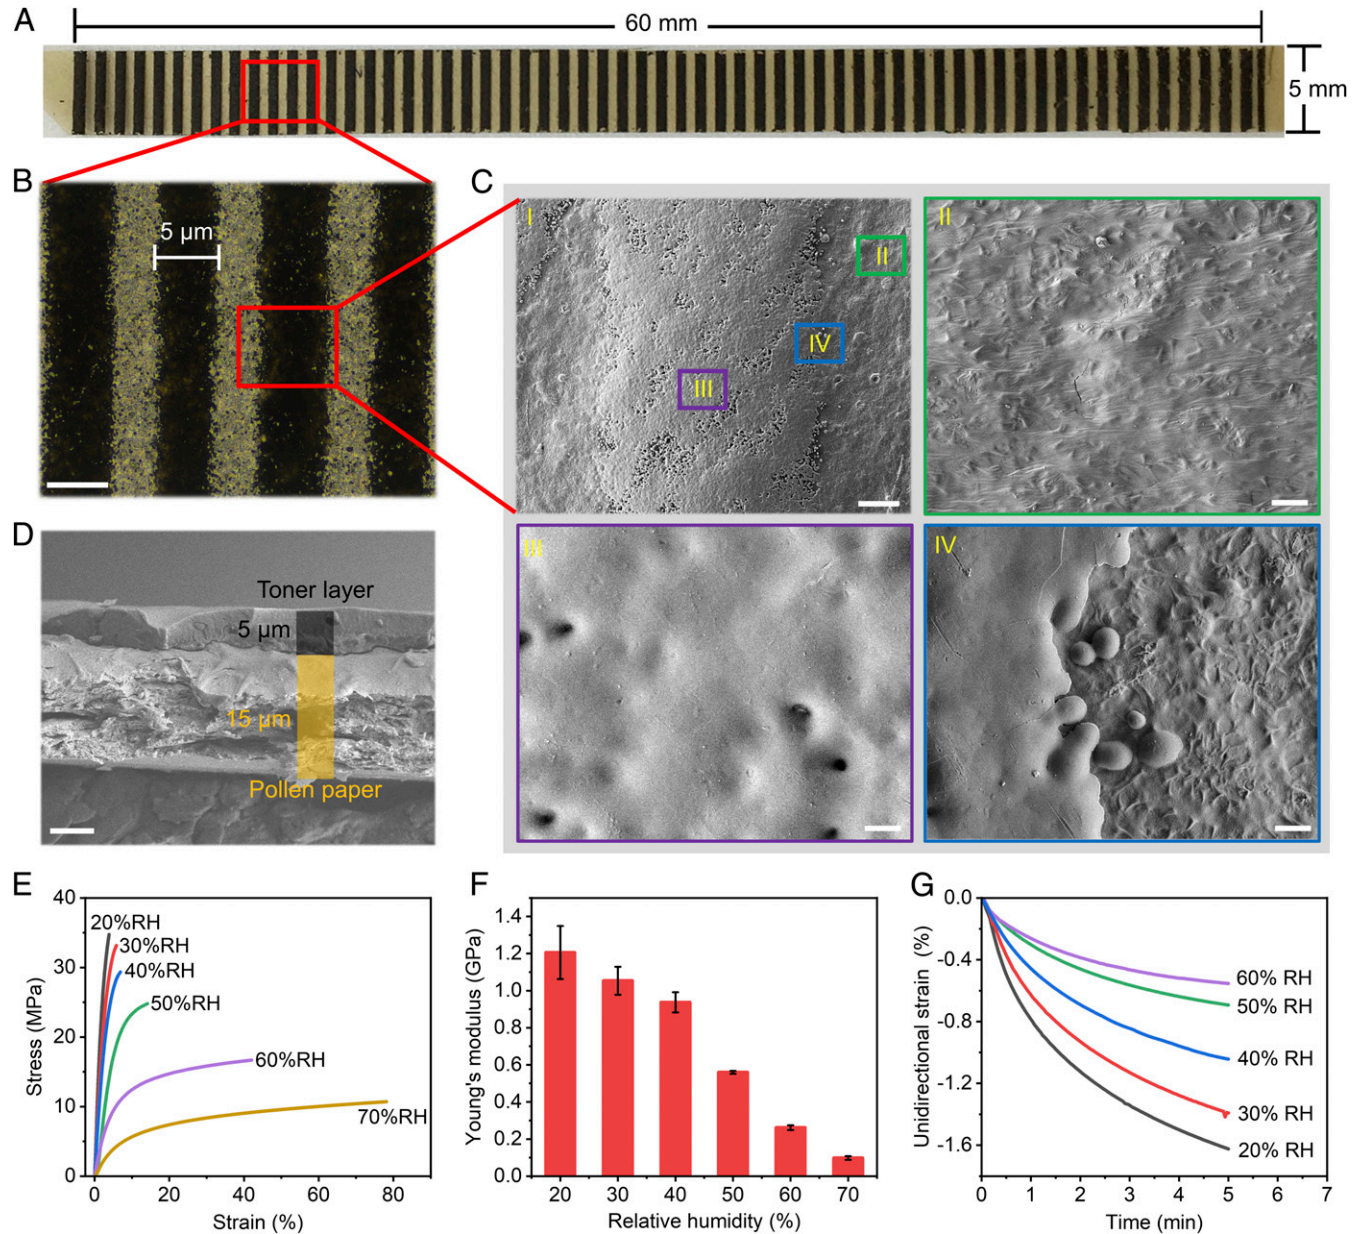 A
60 mm
5 mm
B
5 μm
C
I
II
III
IV
II
III
IV
D
Toner layer
5 μm
15 μm
Pollen paper
E
Stress (MPa)
40
30
20
10
0
20%RH
30%RH
40%RH
50%RH
60%RH
70%RH
0 20 40 60 80
Strain (%)
F
Young's modulus (GPa)
1.4
1.2
1.0
0.8
0.6
0.4
0.2
0.0
20 30 40 50 60 70
Relative humidity (%)
G
Unidirectional strain (%)
0.0
-0.4
-0.8
-1.2
-1.6
60% RH
50% RH
40% RH
30% RH
20% RH
0 1 2 3 4 5 6 7
Time (min)